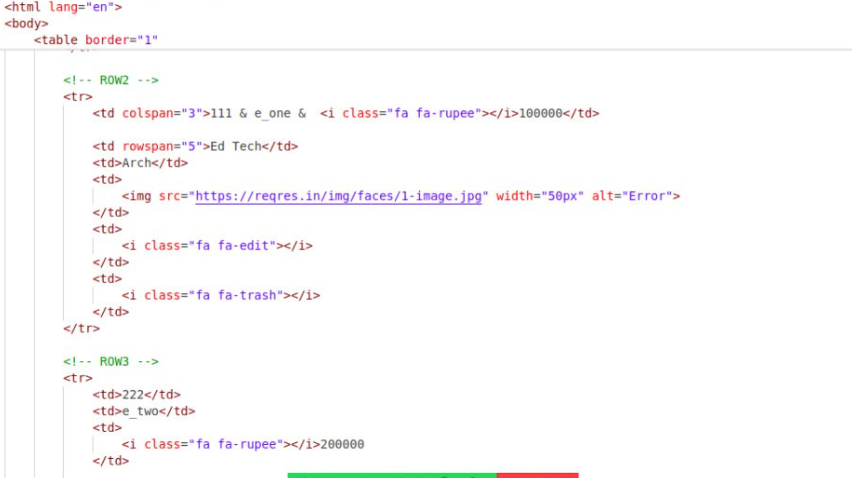 <html lang="en">
<body>
<table border="1"
<!-- ROW2 -->
<tr>
<td colspan="3">111 & e_one &  <i class="fa fa-rupee"></i>100000</td>
<td rowspan="5">Ed Tech</td>
<td>Arch</td>
<td>
<img src="https://reqres.in/img/faces/1-image.jpg" width="50px" alt="Error">
</td>
<td>
<i class="fa fa-edit"></i>
</td>
<td>
<i class="fa fa-trash"></i>
</td>
</tr>
<!-- ROW3 -->
<tr>
<td>222</td>
<td>e_two</td>
<td>
<i class="fa fa-rupee"></i>200000
</td>